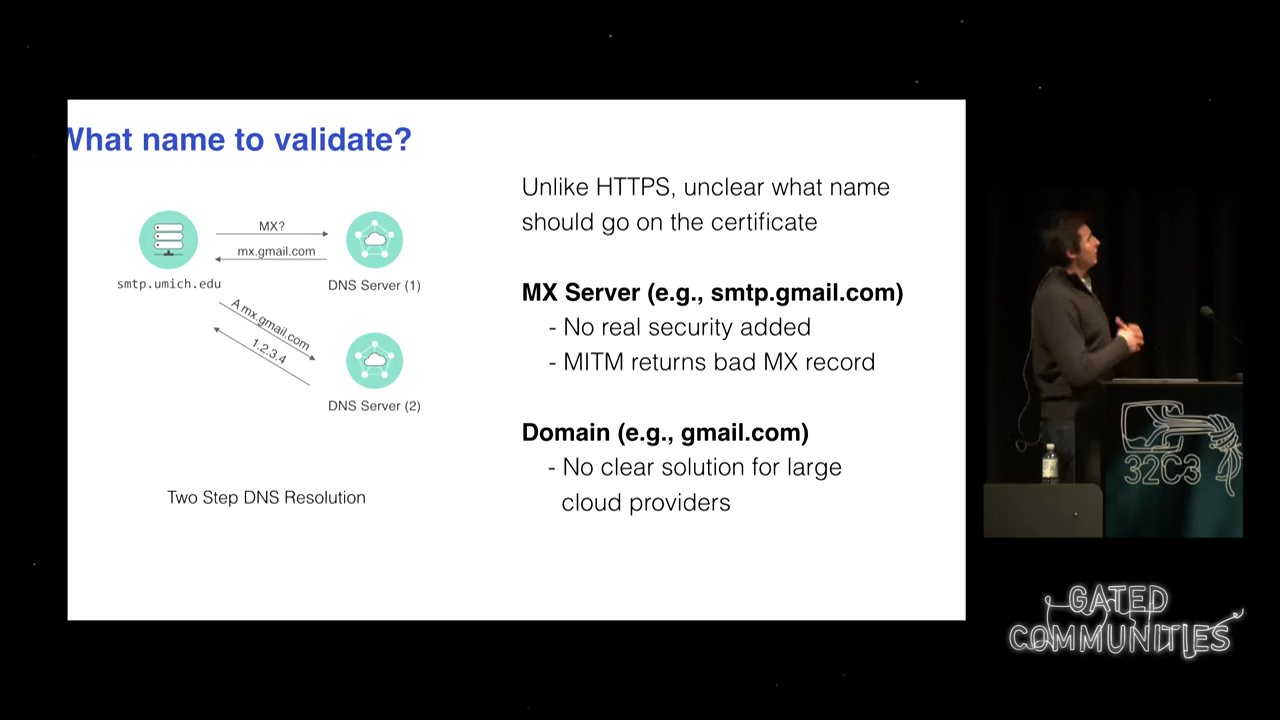 What name to validate?
MX?
mx.gmail.com
smtp.umich.edu
DNS Server (1)
A mx.gmail.com
1.2.3.4
DNS Server (2)
Two Step DNS Resolution
Unlike HTTPS, unclear what name
should go on the certificate
MX Server (e.g., smtp.gmail.com)
- No real security added
- MITM returns bad MX record
Domain (e.g., gmail.com)
- No clear solution for large
cloud providers
32C3
GATED
COMMUNITIES